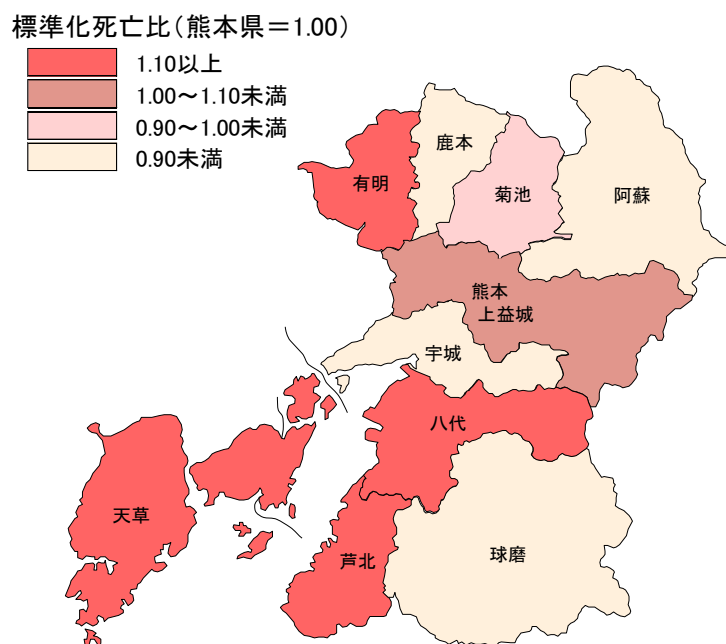 標準化死亡比(熊本県＝1.00)
1.10以上
1.00～1.10未満
0.90～1.00未満
0.90未満
鹿本
有明
菊池
阿蘇
熊本
上益城
宇城
八代
天草
芦北
球磨